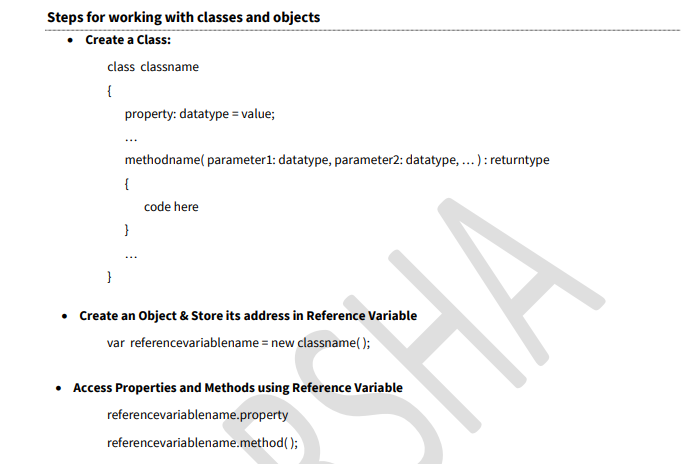 Steps for working with classes and objects
• Create a Class:
class classname
{
property: datatype = value;
…
methodname( parameter1: datatype, parameter2: datatype, … ) : returntype
{
code here
}
…
}
• Create an Object & Store its address in Reference Variable
var referencevariablename = new classname( );
• Access Properties and Methods using Reference Variable
referencevariablename.property
referencevariablename.method( );
RSHA